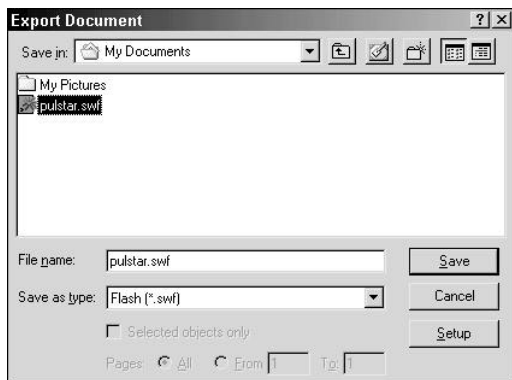 Export Document
Save in: My Documents
My Pictures
pulstar.swf
File name: pulstar.swf Save
Save as type: Flash (*.swf) Cancel
Selected objects only Setup
Pages: All From 1 To: 1